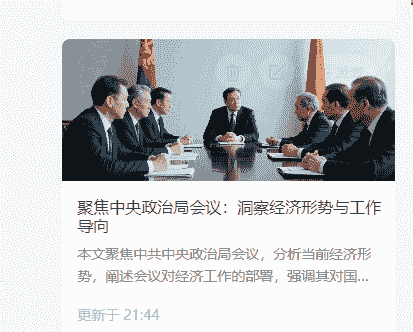 聚焦中央政治局会议：洞察经济形势与工作
导向
本文聚焦中共中央政治局会议，分析当前经济形
势，阐述会议对经济工作的部署，强调其对国...
更新于 21:44